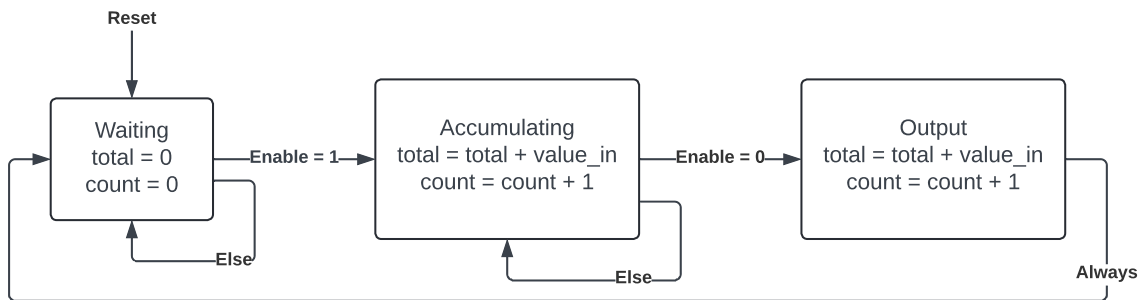 Reset
Waiting
total = 0
count = 0
Enable = 1
Else
Accumulating
total = total + value_in
count = count + 1
Enable = 0
Else
Output
total = total + value_in
count = count + 1
Always